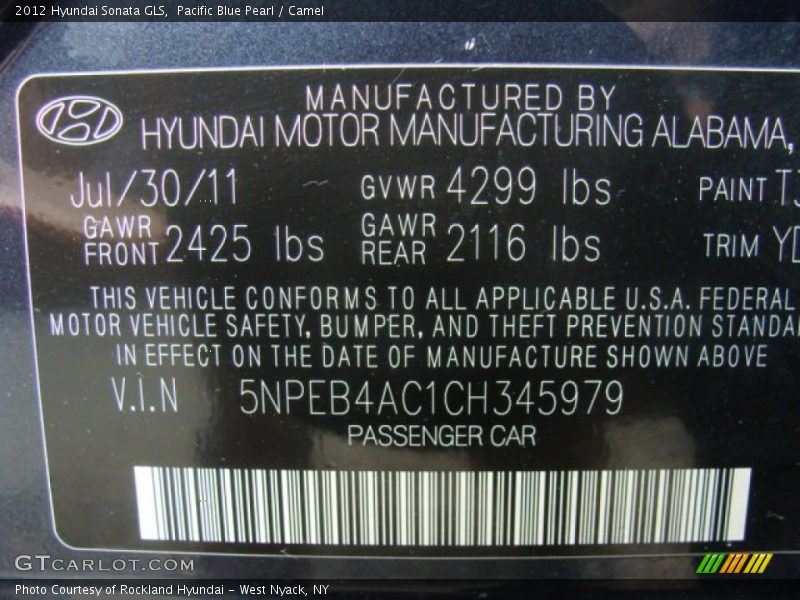 2012 Hyundai Sonata GLS, Pacific Blue Pearl / Camel
MANUFACTURED BY
HYUNDAI MOTOR MANUFACTURING ALABAMA,
Jul/30/11 GVWR 4299 lbs PAINT
GAWR FRONT 2425 lbs GAWR REAR 2116 lbs TRIM
THIS VEHICLE CONFORMS TO ALL APPLICABLE U.S.A. FEDERAL
MOTOR VEHICLE SAFETY, BUMPER, AND THEFT PREVENTION
IN EFFECT ON THE DATE OF MANUFACTURE SHOWN ABOVE
V.I.N 5NPEB4AC1CH345979
PASSENGER CAR
GTcarlot.com
Photo Courtesy of Rockland Hyundai - West Nyack, NY